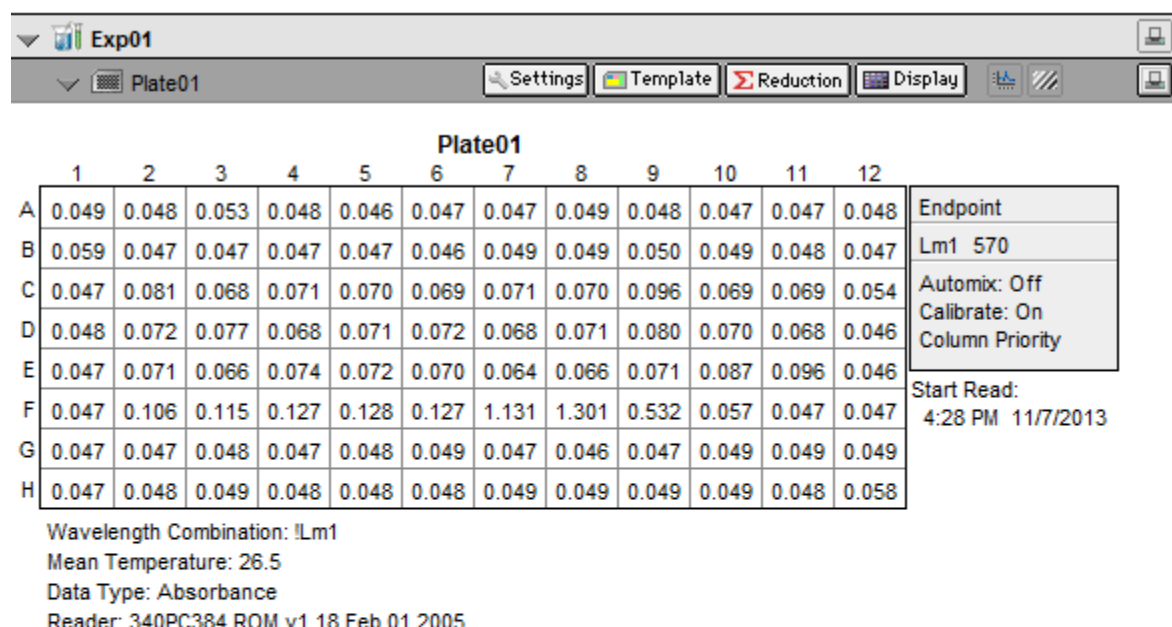 Exp01
Plate01 Settings Template Reduction Display
Plate01
1 2 3 4 5 6 7 8 9 10 11 12
A 0.049 0.048 0.053 0.048 0.046 0.047 0.047 0.049 0.048 0.047 0.047 0.048
B 0.059 0.047 0.047 0.047 0.047 0.046 0.049 0.049 0.050 0.049 0.048 0.047
C 0.047 0.081 0.068 0.071 0.070 0.069 0.071 0.070 0.096 0.069 0.069 0.054
D 0.048 0.072 0.077 0.068 0.071 0.072 0.068 0.071 0.080 0.070 0.068 0.046
E 0.047 0.071 0.066 0.074 0.072 0.070 0.064 0.066 0.071 0.087 0.096 0.046
F 0.047 0.106 0.115 0.127 0.128 0.127 1.131 1.301 0.532 0.057 0.047 0.047
G 0.047 0.047 0.048 0.047 0.048 0.049 0.047 0.046 0.047 0.049 0.049 0.049
H 0.047 0.048 0.049 0.048 0.048 0.048 0.049 0.049 0.049 0.049 0.048 0.058
Endpoint
Lm1 570
Automix: Off
Calibrate: On
Column Priority
Start Read:
4:28 PM 11/7/2013
Wavelength Combination: !Lm1
Mean Temperature: 26.5
Data Type: Absorbance
Reader: 340PC384 ROM v1.18 Feb 01 2005